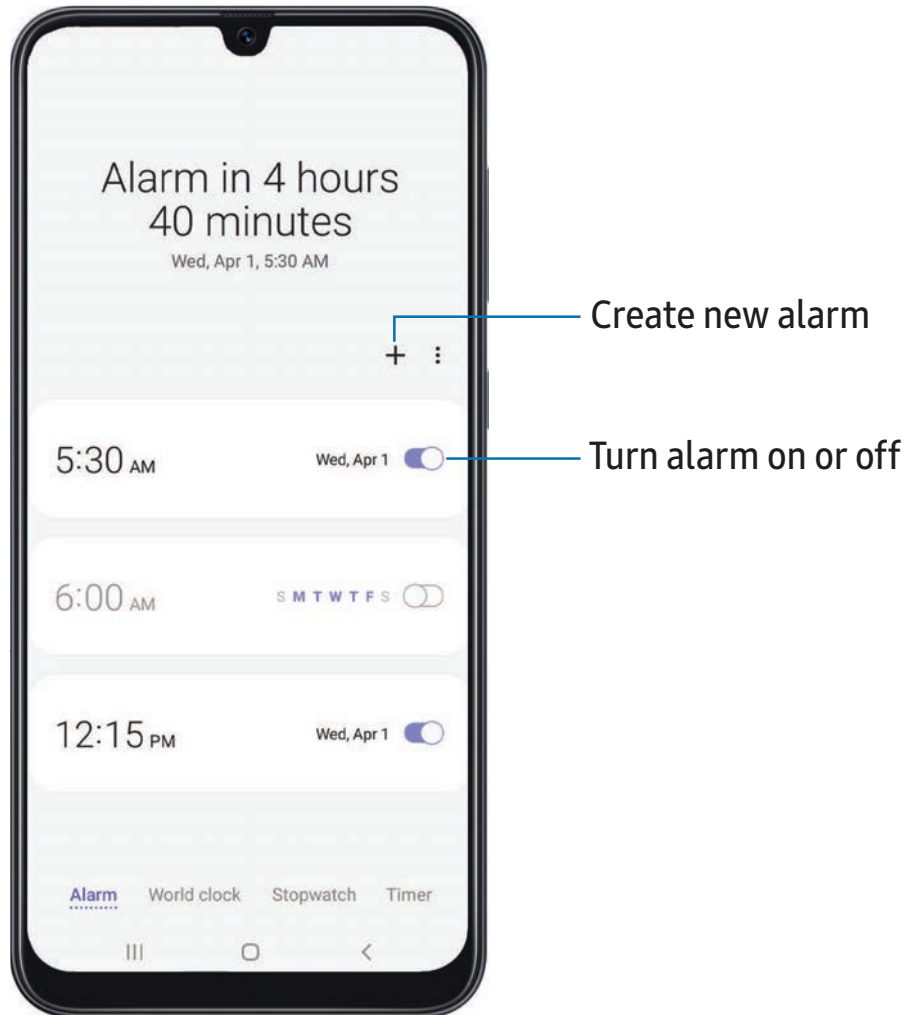 Alarm in 4 hours
40 minutes
Wed, Apr 1, 5:30 AM
Create new alarm
5:30 AM Wed, Apr 1
Turn alarm on or off
6:00 AM S M T W T F S
12:15 PM Wed, Apr 1
Alarm World clock Stopwatch Timer